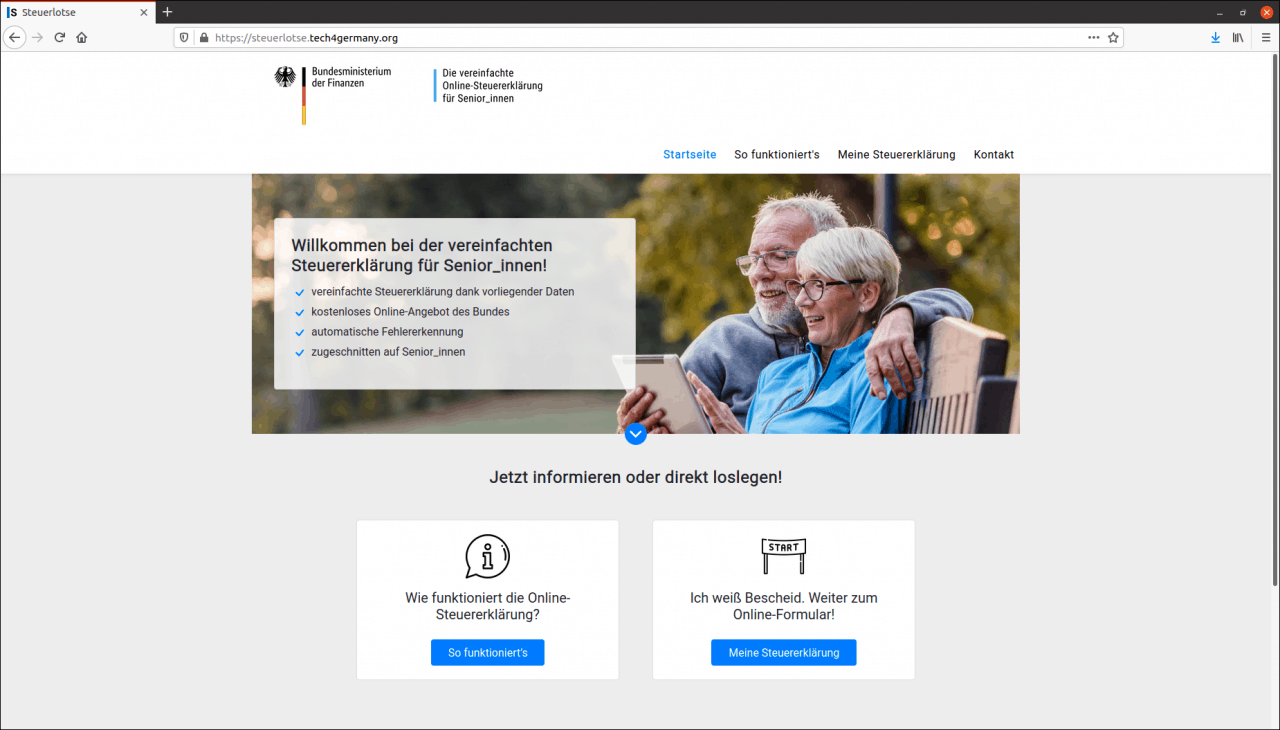 Steuerlotse
https://steuerlotse.tech4germany.org
Bundesministerium
der Finanzen
Die vereinfachte
Online-Steuererklärung
für Senior_innen
Startseite
So funktioniert's
Meine Steuererklärung
Kontakt
Willkommen bei der vereinfachten
Steuererklärung für Senior_innen!
vereinfachte Steuererklärung dank vorliegender Daten
kostenloses Online-Angebot des Bundes
automatische Fehlererkennung
zugeschnitten auf Senior_innen
Jetzt informieren oder direkt loslegen!
Wie funktioniert die Online-
Steuererklärung?
So funktioniert's
START
Ich weiß Bescheid. Weiter zum
Online-Formular!
Meine Steuererklärung